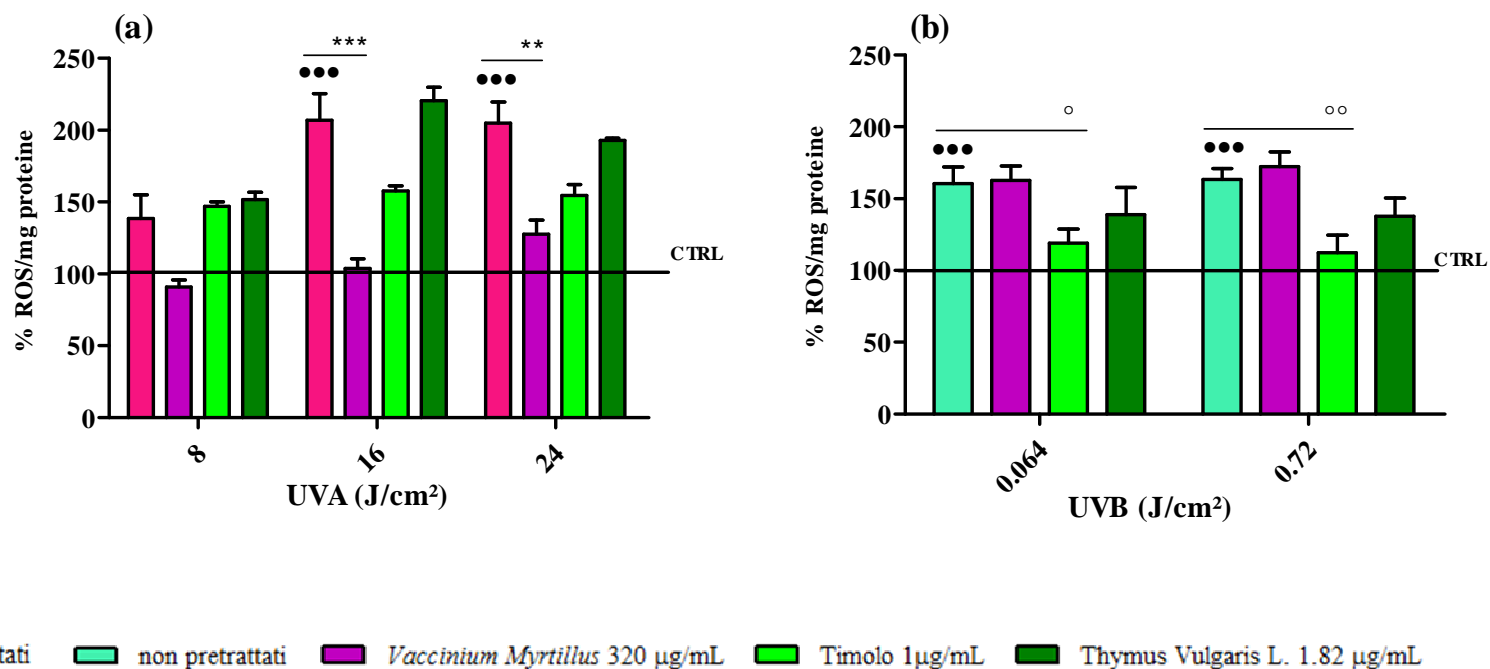 (a)
(b)
% ROS/mg proteine
250
200
150
100
50
0
***
**
•••
•••
CTRL
8
16
24
UVA (J/cm²)
% ROS/mg proteine
250
200
150
100
50
0
°
°°
•••
•••
CTRL
0.064
0.72
UVB (J/cm²)
tati non pretrattati Vaccinium Myrtillus 320 µg/mL Timolo 1µg/mL Thymus Vulgaris L. 1.82 µg/mL